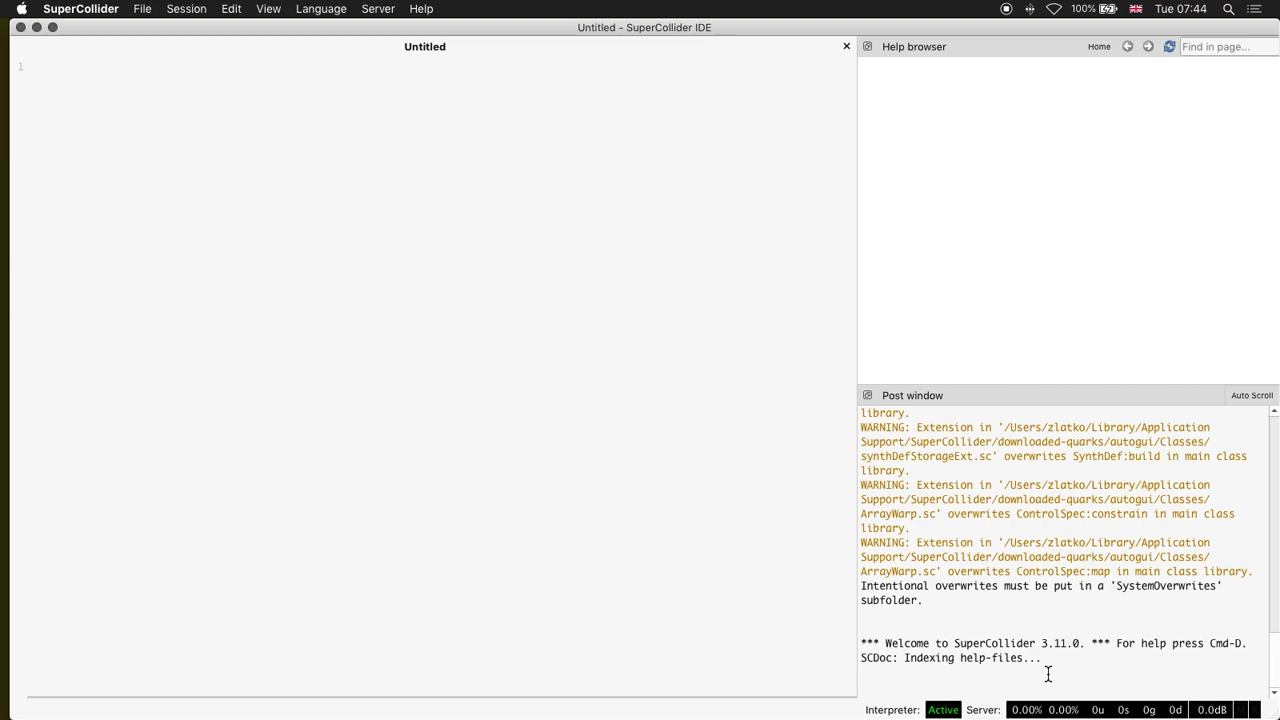 SuperCollider File Session Edit View Language Server Help 100% Tue 07:44
Untitled - SuperCollider IDE
Untitled
1
Help browser Home Find in page...
Post window Auto Scroll
library.
WARNING: Extension in '/Users/zlatko/Library/Application
Support/SuperCollider/downloaded-quarks/autogui/Classes/
synthDefStorageExt.sc' overwrites SynthDef:build in main class
library.
WARNING: Extension in '/Users/zlatko/Library/Application
Support/SuperCollider/downloaded-quarks/autogui/Classes/
ArrayWarp.sc' overwrites ControlSpec:constrain in main class
library.
WARNING: Extension in '/Users/zlatko/Library/Application
Support/SuperCollider/downloaded-quarks/autogui/Classes/
ArrayWarp.sc' overwrites ControlSpec:map in main class library.
Intentional overwrites must be put in a 'SystemOverwrites'
subfolder.
*** Welcome to SuperCollider 3.11.0. *** For help press Cmd-D.
SCDoc: Indexing help-files...
Interpreter: Active Server: 0.00% 0.00% 0u 0s 0g 0d 0.0dB M R